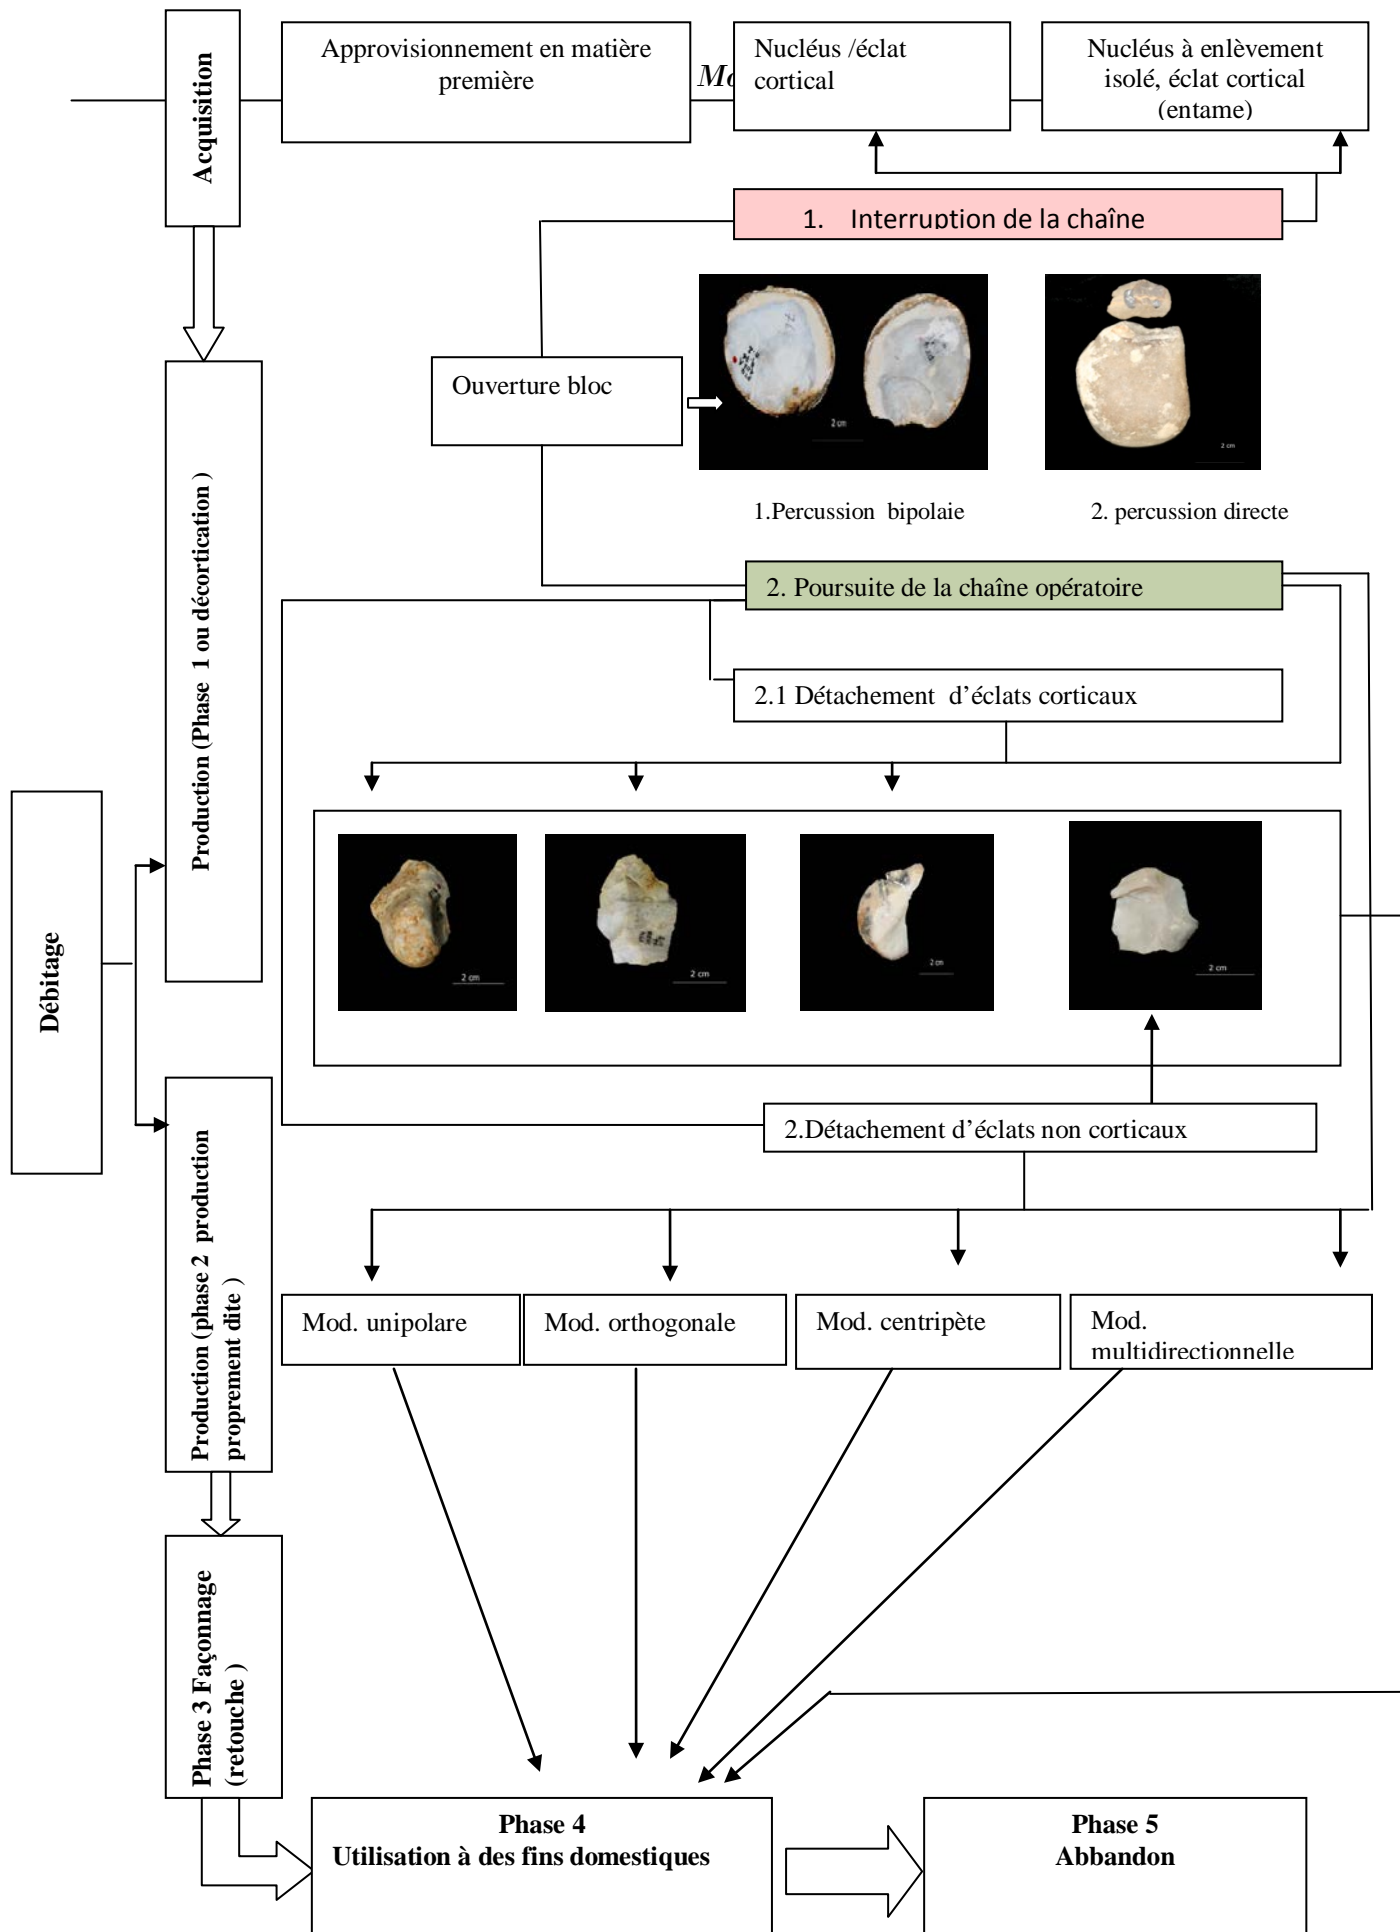 Approvisionnement en matière
première
Nucléus /éclat
cortical
Nucléus à enlèvement
isolé, éclat cortical
(entame)
Acquisition
1. Interruption de la chaîne
Ouverture bloc
2 cm
2 cm
1.Percussion bipolaie
2. percussion directe
Production (Phase 1 ou décortication )
2. Poursuite de la chaîne opératoire
2.1 Détachement d’éclats corticaux
2 cm
2 cm
2 cm
2 cm
Débitage
2.Détachement d’éclats non corticaux
Production (phase 2 production
proprement dite )
Mod. unipolare
Mod. orthogonale
Mod. centripète
Mod.
multidirectionnelle
Phase 3 Façonnage
(retouche )
Phase 4
Utilisation à des fins domestiques
Phase 5
Abbandon